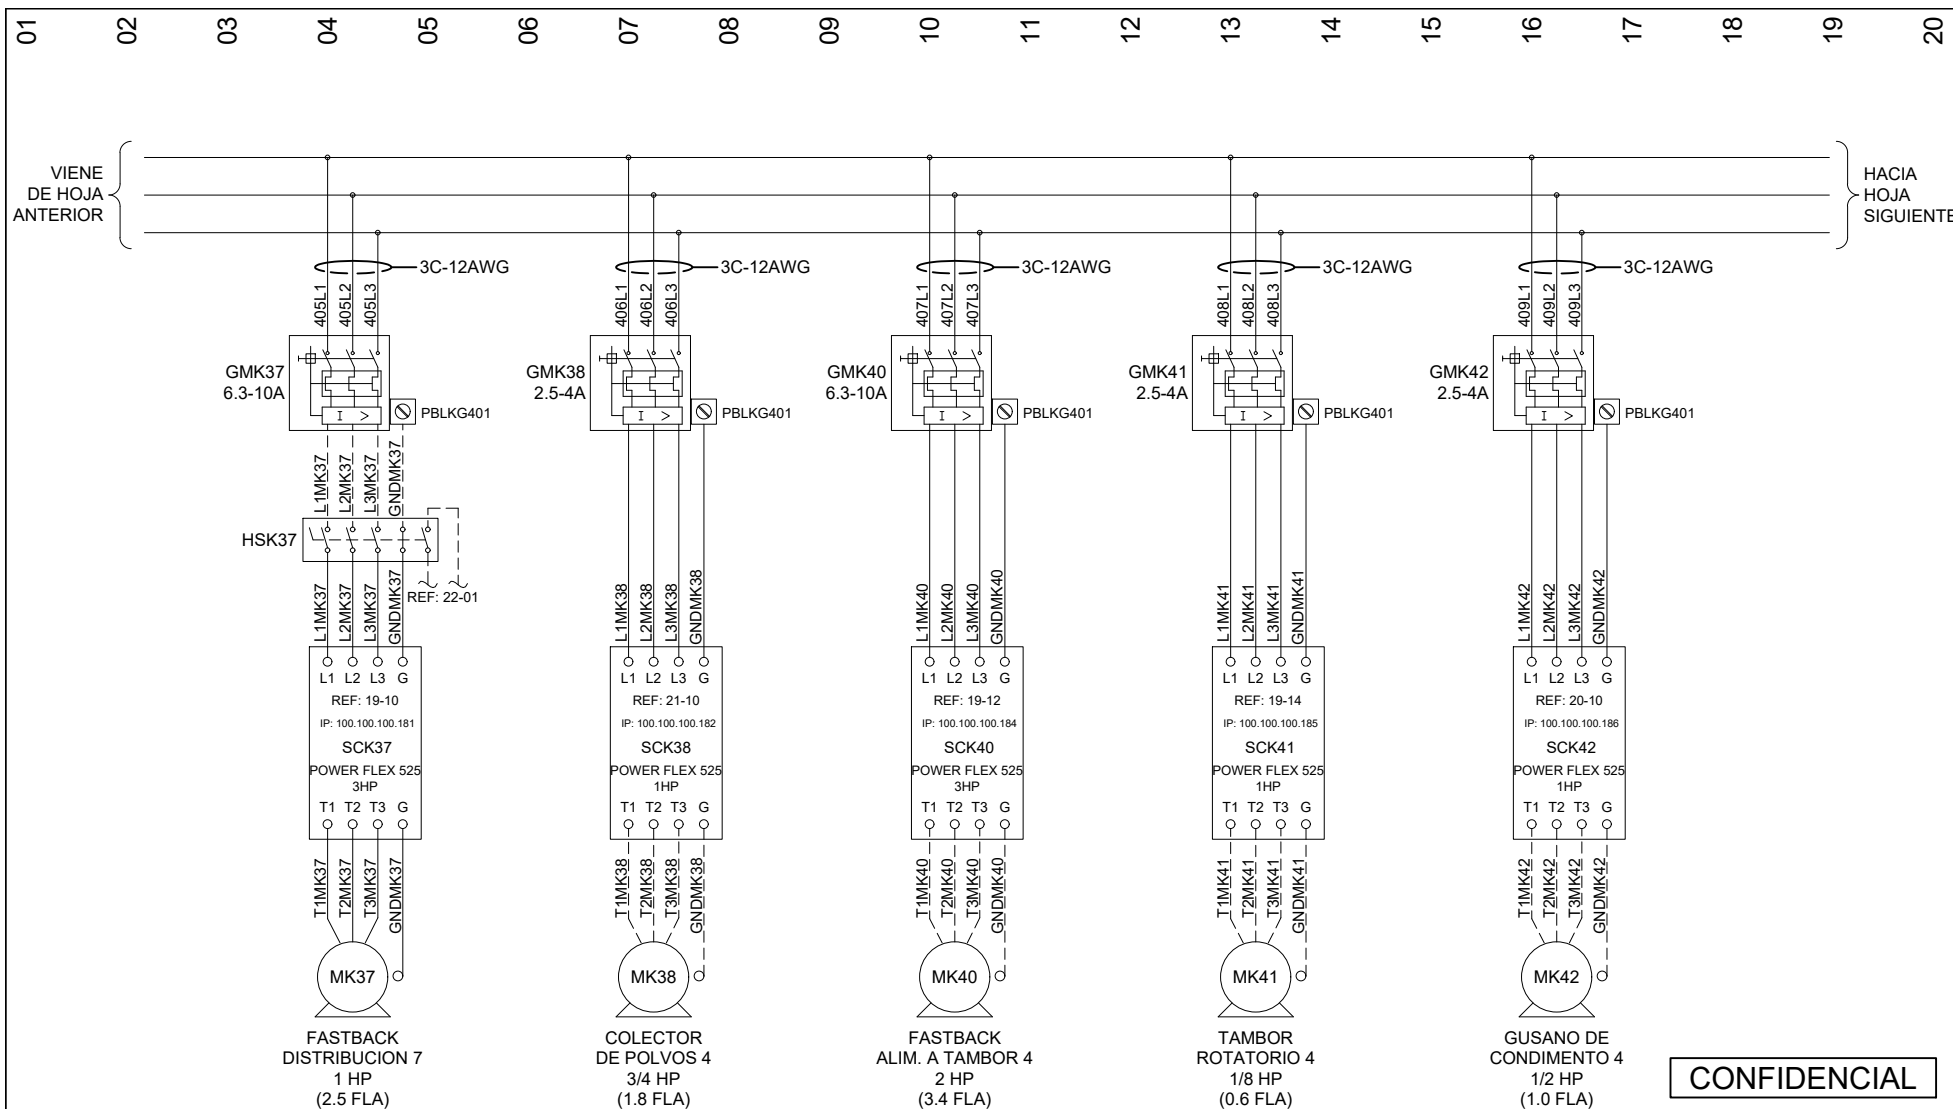 01 02 03 04 05 06 07 08 09 10 11 12 13 14 15 16 17 18 19 20
VIENE
DE HOJA
ANTERIOR
HACIA
HOJA
SIGUIENTE
3C-12AWG
405L1
405L2
405L3
GMK37
6.3-10A
I >
PBLKG401
L1MK37
L2MK37
L3MK37
GNDMK37
HSK37
REF: 22-01
L1MK37
L2MK37
L3MK37
GNDMK37
L1 L2 L3 G
REF: 19-10
IP: 100.100.100.181
SCK37
POWER FLEX 525
3HP
T1 T2 T3 G
T1MK37
T2MK37
T3MK37
GNDMK37
MK37
FASTBACK
DISTRIBUCION 7
1 HP
(2.5 FLA)
3C-12AWG
406L1
406L2
406L3
GMK38
2.5-4A
I >
PBLKG401
L1MK38
L2MK38
L3MK38
GNDMK38
L1 L2 L3 G
REF: 21-10
IP: 100.100.100.182
SCK38
POWER FLEX 525
1HP
T1 T2 T3 G
T1MK38
T2MK38
T3MK38
GNDMK38
MK38
COLECTOR
DE POLVOS 4
3/4 HP
(1.8 FLA)
3C-12AWG
407L1
407L2
407L3
GMK40
6.3-10A
I >
PBLKG401
L1MK40
L2MK40
L3MK40
GNDMK40
L1 L2 L3 G
REF: 19-12
IP: 100.100.100.184
SCK40
POWER FLEX 525
3HP
T1 T2 T3 G
T1MK40
T2MK40
T3MK40
GNDMK40
MK40
FASTBACK
ALIM. A TAMBOR 4
2 HP
(3.4 FLA)
3C-12AWG
408L1
408L2
408L3
GMK41
2.5-4A
I >
PBLKG401
L1MK41
L2MK41
L3MK41
GNDMK41
L1 L2 L3 G
REF: 19-14
IP: 100.100.100.185
SCK41
POWER FLEX 525
1HP
T1 T2 T3 G
T1MK41
T2MK41
T3MK41
GNDMK41
MK41
TAMBOR
ROTATORIO 4
1/8 HP
(0.6 FLA)
3C-12AWG
409L1
409L2
409L3
GMK42
2.5-4A
I >
PBLKG401
L1MK42
L2MK42
L3MK42
GNDMK42
L1 L2 L3 G
REF: 20-10
IP: 100.100.100.186
SCK42
POWER FLEX 525
1HP
T1 T2 T3 G
T1MK42
T2MK42
T3MK42
GNDMK42
MK42
GUSANO DE
CONDIMENTO 4
1/2 HP
(1.0 FLA)
CONFIDENCIAL